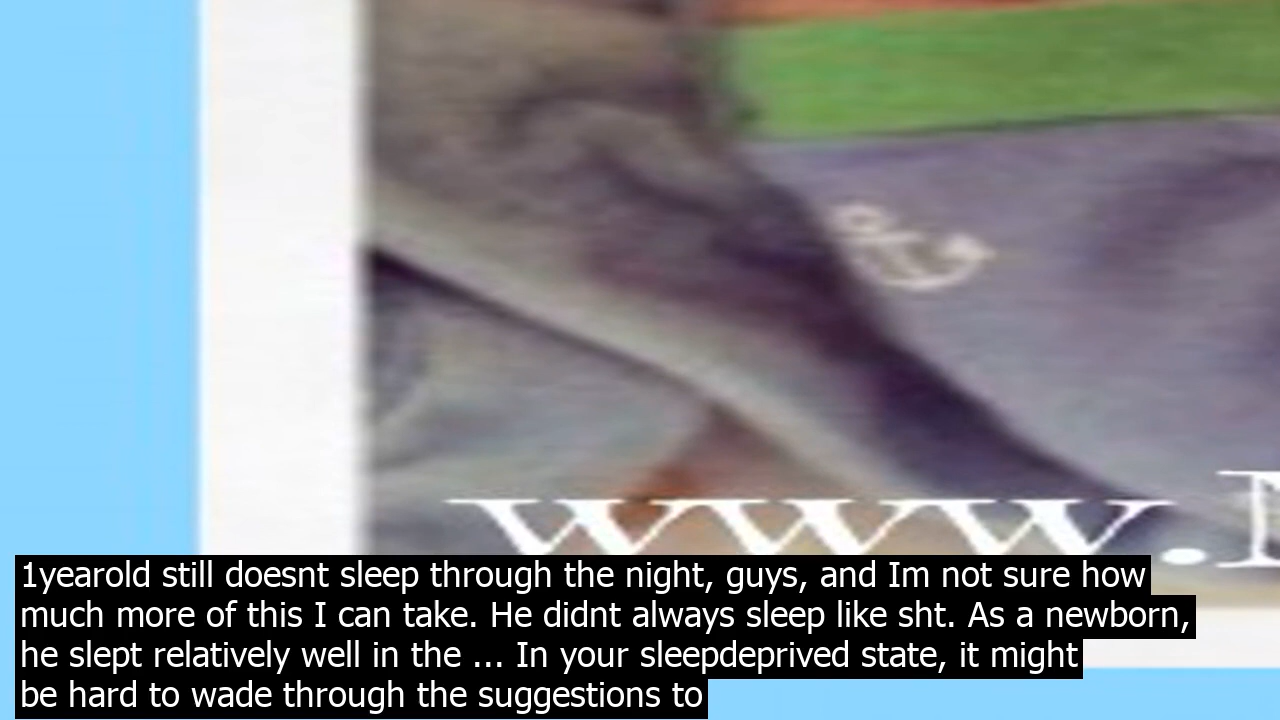 &
www.N
1yearold still doesnt sleep through the night, guys, and Im not sure how
much more of this I can take. He didnt always sleep like sht. As a newborn,
he slept relatively well in the ... In your sleepdeprived state, it might
be hard to wade through the suggestions to